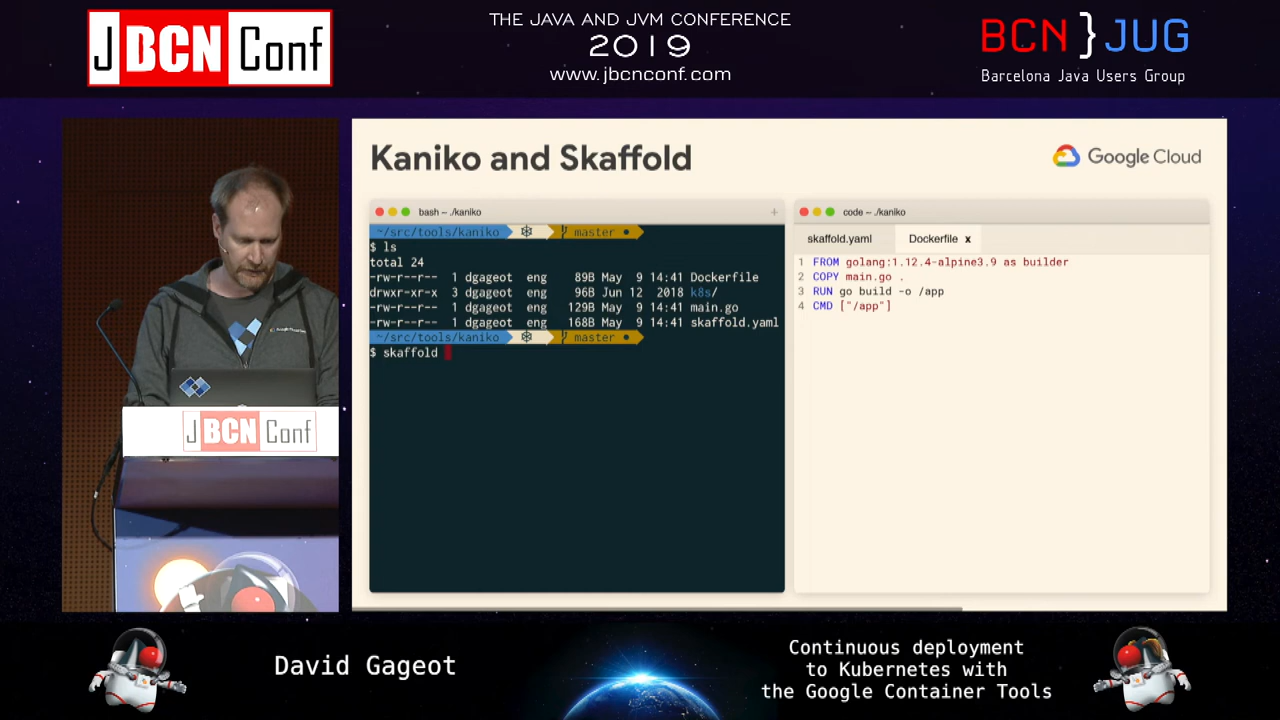 J BCN Conf
THE JAVA AND JVM CONFERENCE
2019
www.jbcnconf.com
BCN } JUG
Barcelona Java Users Group
Kaniko and Skaffold
Google Cloud
bash ~ ./kaniko
+
~/src/tools/kaniko master ●
$ ls
total 24
-rw-r--r-- 1 dgageot eng 89B May 9 14:41 Dockerfile
drwxr-xr-x 3 dgageot eng 96B Jun 12 2018 k8s/
-rw-r--r-- 1 dgageot eng 129B May 9 14:41 main.go
-rw-r--r-- 1 dgageot eng 168B May 9 14:41 skaffold.yaml
~/src/tools/kaniko master ●
$ skaffold
code ~ ./kaniko
skaffold.yaml Dockerfile x
1 FROM golang:1.12.4-alpine3.9 as builder
2 COPY main.go .
3 RUN go build -o /app
4 CMD ["/app"]
J BCN Conf
David Gageot
Continuous deployment
to Kubernetes with
the Google Container Tools